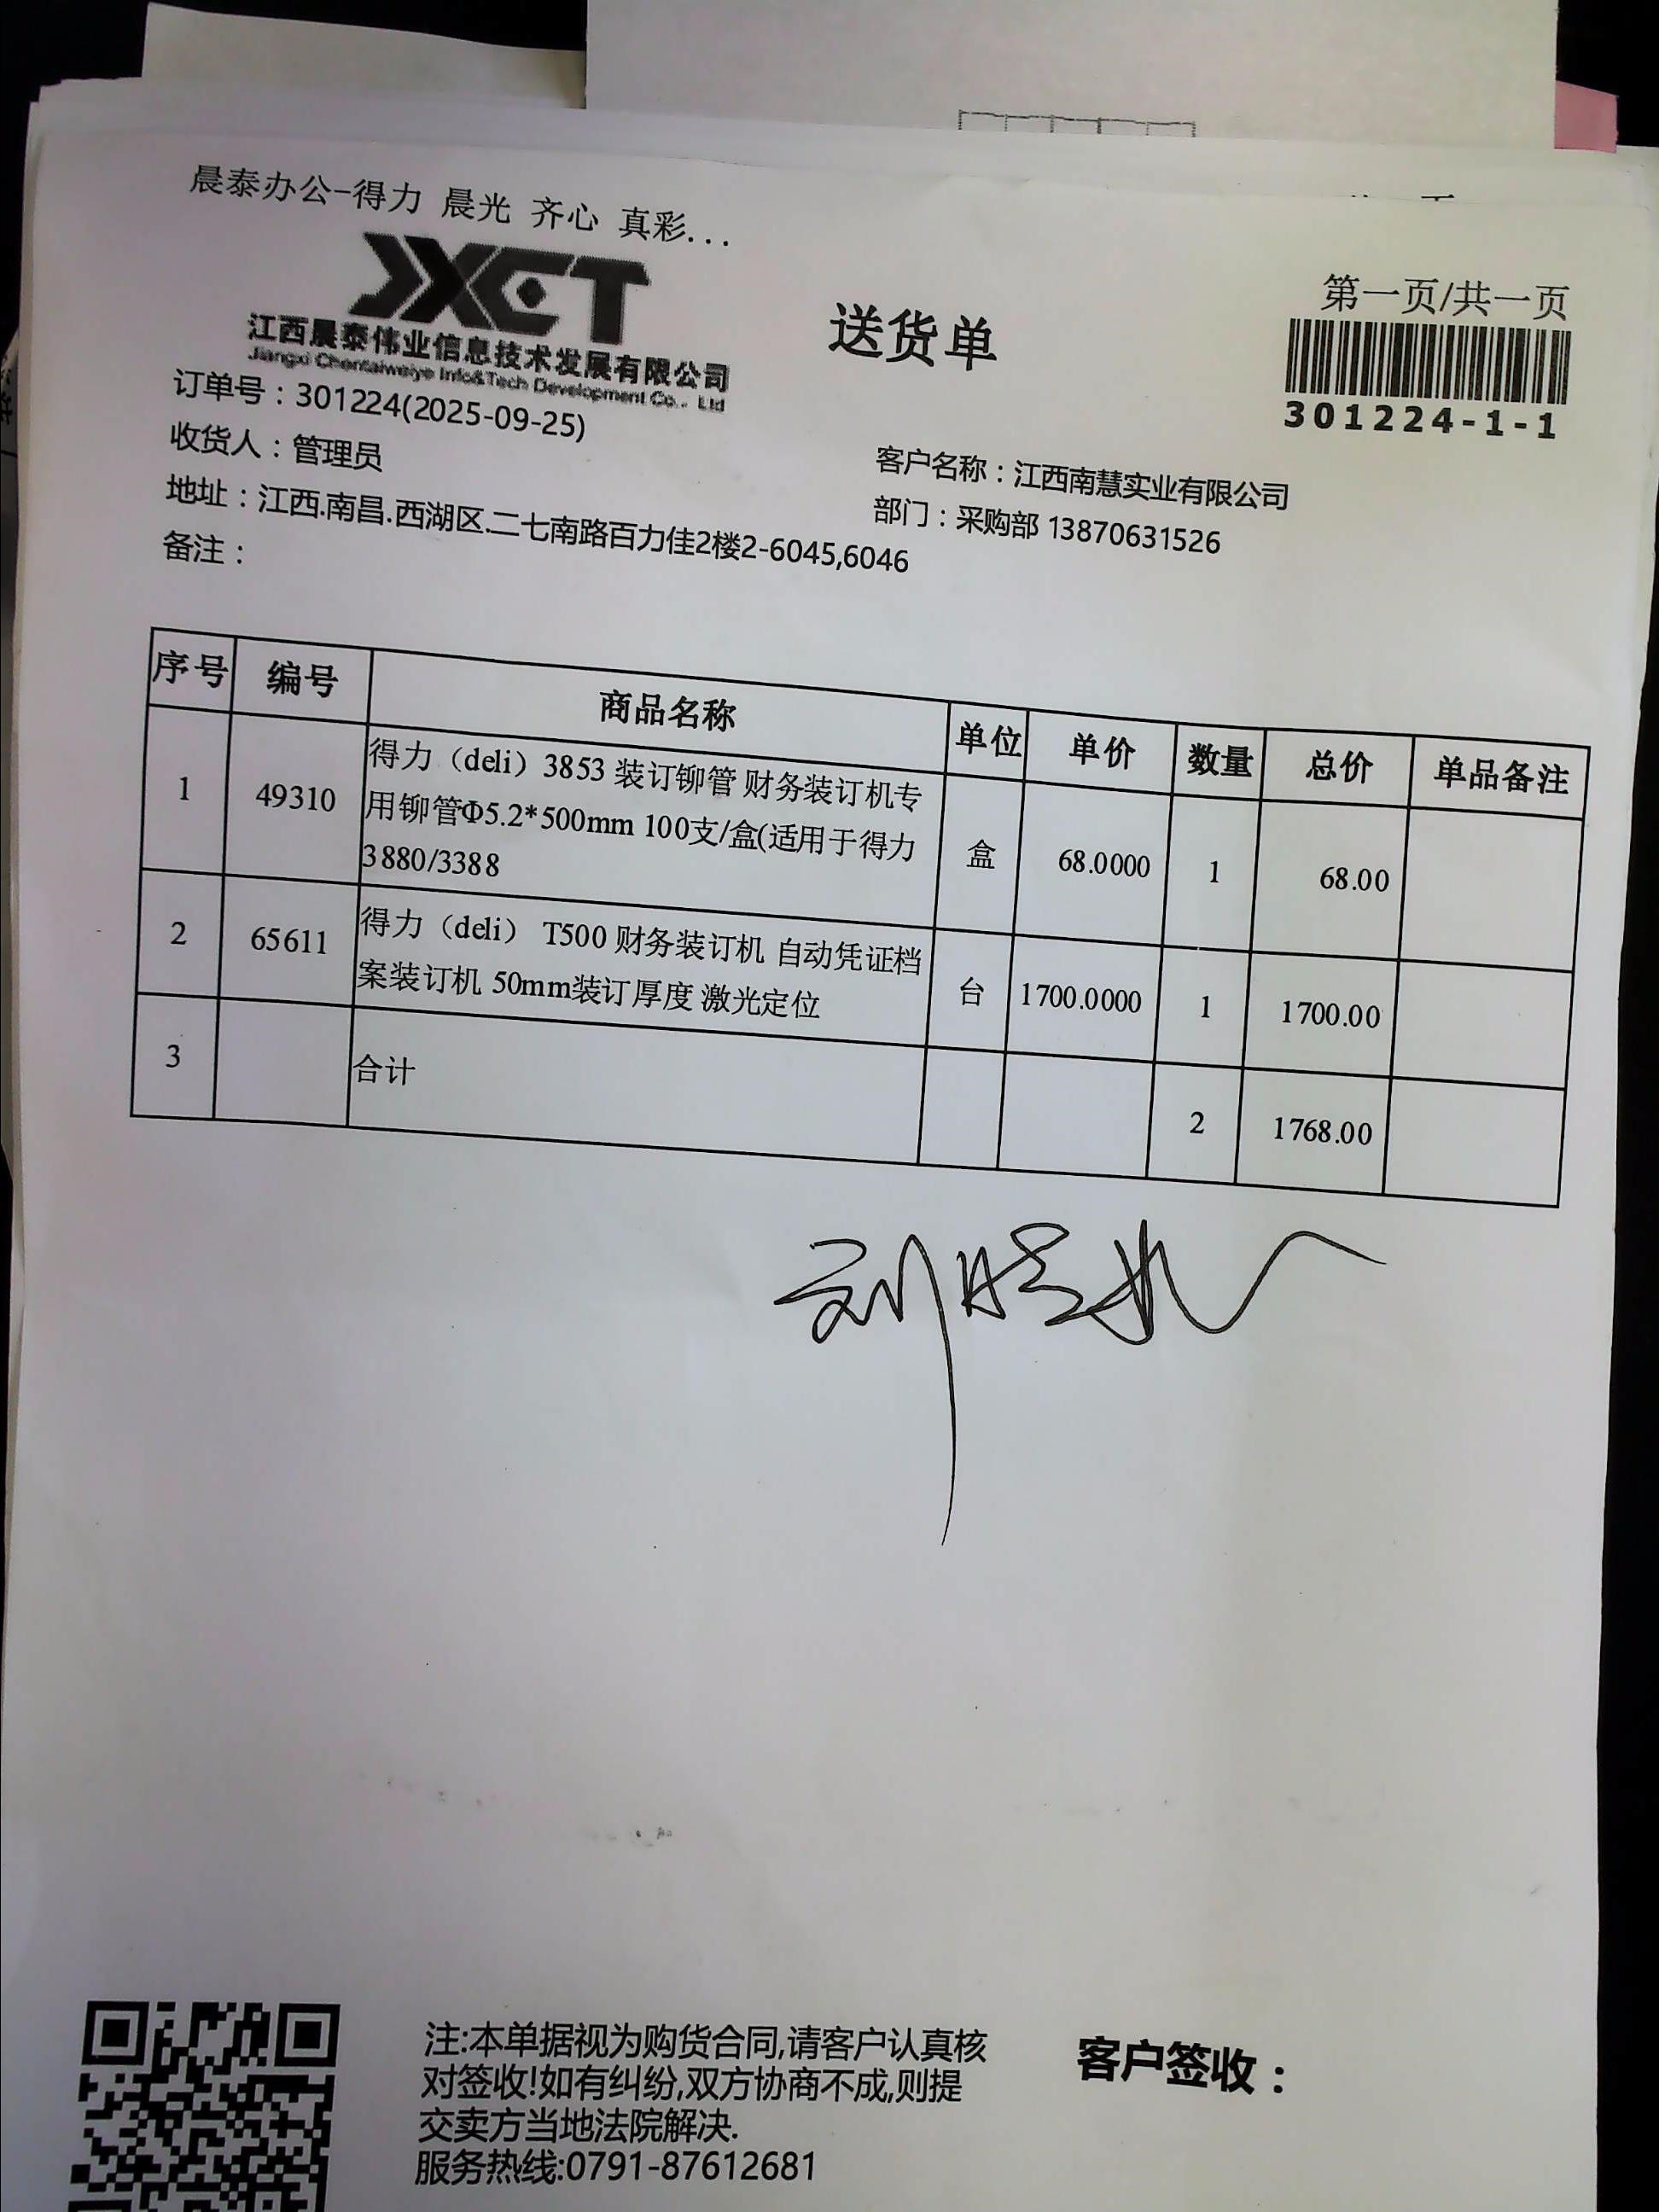 晨泰办公-得力 晨光 齐心 真彩...
JXCT
江西晨泰伟业信息技术发展有限公司
Jiangxi Chentaiweiye Info&Tech Development Co., Ltd
送货单
第一页/共一页
301224-1-1
订单号：301224(2025-09-25)
收货人：管理员
客户名称：江西南慧实业有限公司
地址：江西.南昌.西湖区.二七南路百力佳2楼2-6045,6046
部门：采购部 13870631526
备注：
序号 编号 商品名称 单位 单价 数量 总价 单品备注
1 49310 得力（deli）3853 装订铆管 财务装订机专
用铆管Φ5.2*500mm 100支/盒(适用于得力
3880/3388 盒 68.0000 1 68.00
2 65611 得力（deli） T500 财务装订机 自动凭证档
案装订机 50mm装订厚度 激光定位 台 1700.0000 1 1700.00
3 合计 2 1768.00
注:本单据视为购货合同,请客户认真核
对签收!如有纠纷,双方协商不成,则提
交卖方当地法院解决.
服务热线:0791-87612681
客户签收：